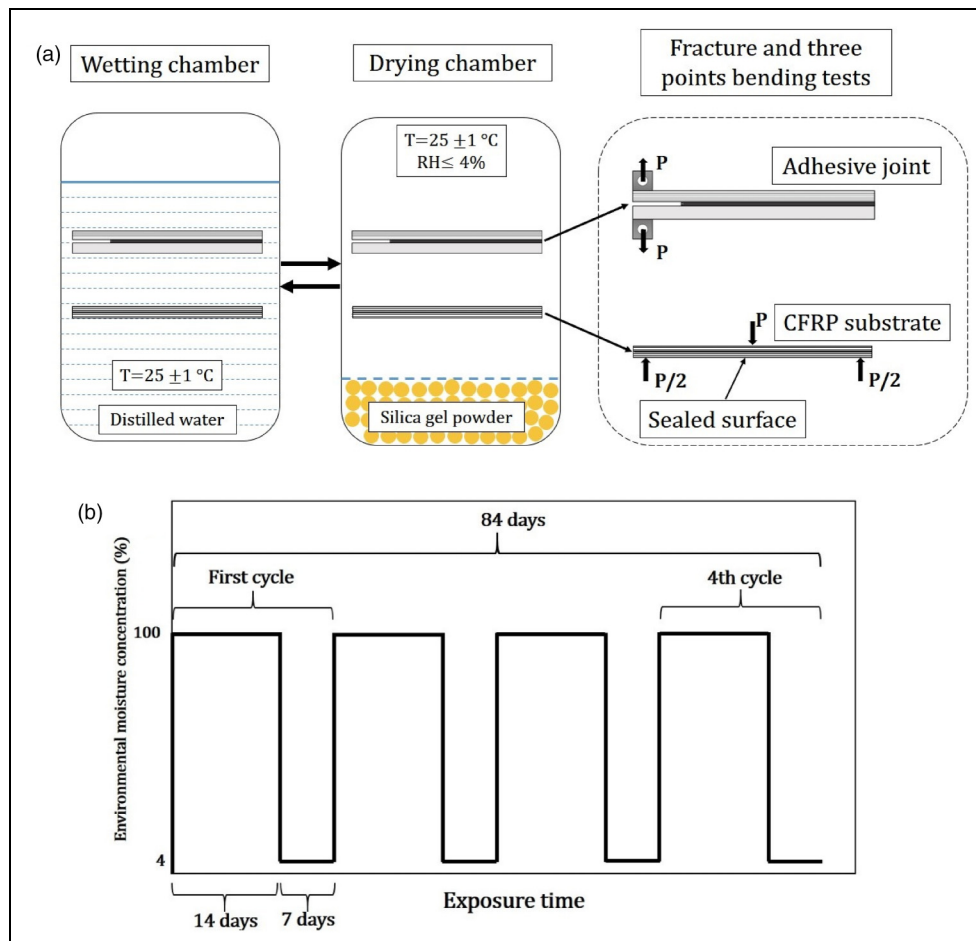 (a)
Wetting chamber
Drying chamber
Fracture and three
points bending tests
T=25 ±1 °C
RH≤ 4%
P
Adhesive joint
P
P
CFRP substrate
P/2
P/2
Sealed surface
T=25 ±1 °C
Distilled water
Silica gel powder
(b)
Environmental moisture concentration (%)
84 days
First cycle
4th cycle
100
4
14 days
7 days
Exposure time